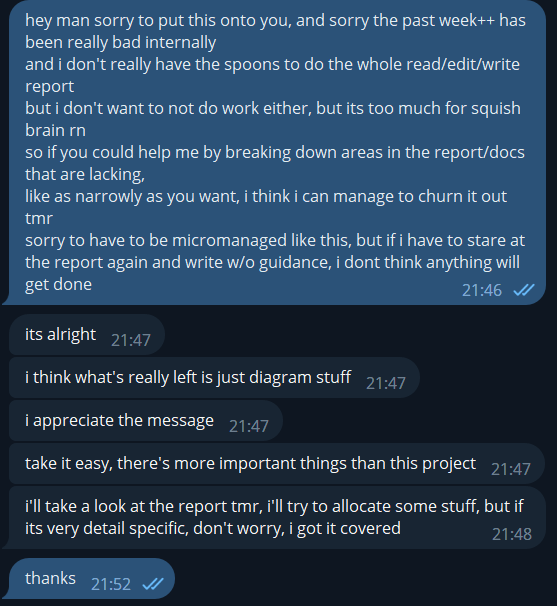 hey man sorry to put this onto you, and sorry the past week++ has
been really bad internally
and i don't really have the spoons to do the whole read/edit/write
report
but i don't want to not do work either, but its too much for squish
brain rn
so if you could help me by breaking down areas in the report/docs
that are lacking,
like as narrowly as you want, i think i can manage to churn it out
tmr
sorry to have to be micromanaged like this, but if i have to stare at
the report again and write w/o guidance, i dont think anything will
get done
21:46
its alright 21:47
i think what's really left is just diagram stuff 21:47
i appreciate the message 21:47
take it easy, there's more important things than this project 21:47
i'll take a look at the report tmr, i'll try to allocate some stuff, but if
its very detail specific, don't worry, i got it covered 21:48
thanks 21:52